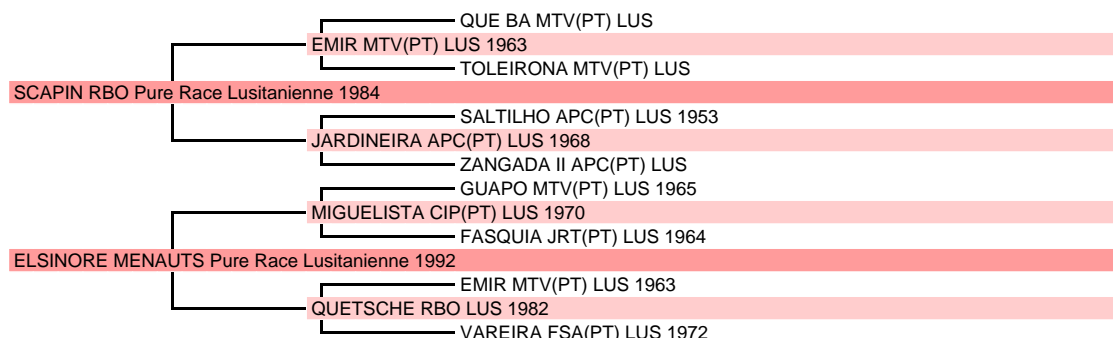 QUE BA MTV(PT) LUS
EMIR MTV(PT) LUS 1963
TOLEIRONA MTV(PT) LUS
SCAPIN RBO Pure Race Lusitanienne 1984
SALTILHO APC(PT) LUS 1953
JARDINEIRA APC(PT) LUS 1968
ZANGADA II APC(PT) LUS
GUAPO MTV(PT) LUS 1965
MIGUELISTA CIP(PT) LUS 1970
FASQUIA JRT(PT) LUS 1964
ELSINORE MENAUTS Pure Race Lusitanienne 1992
EMIR MTV(PT) LUS 1963
QUETSCHE RBO LUS 1982
VAREIRA FSA(PT) LUS 1972